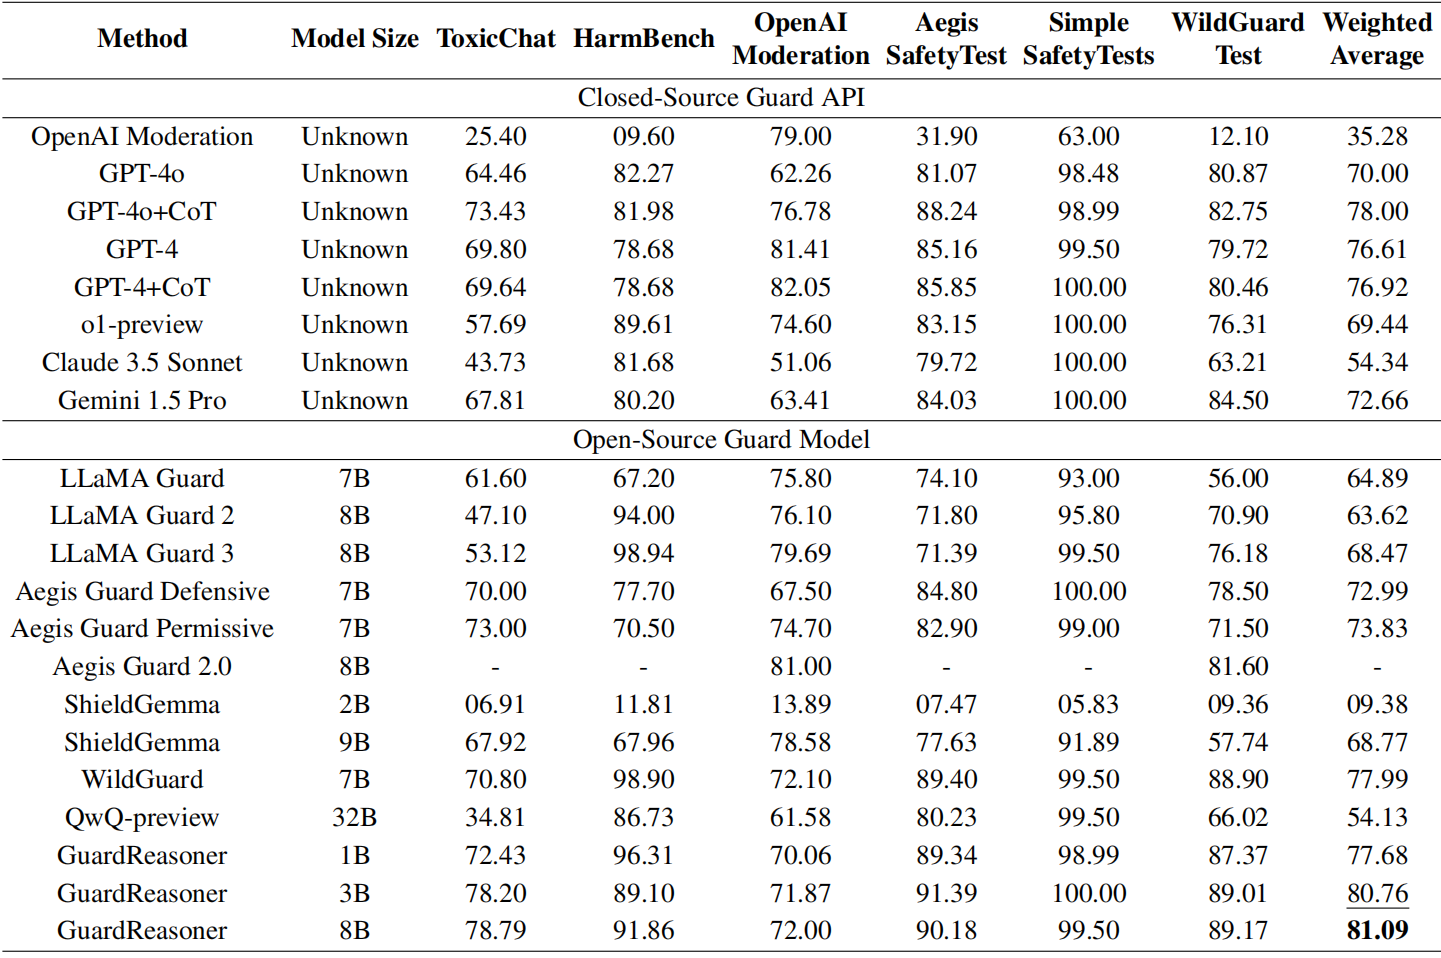 Method Model Size ToxicChat HarmBench OpenAI Moderation Aegis SafetyTest Simple SafetyTests WildGuard Test Weighted Average
Closed-Source Guard API
OpenAI Moderation Unknown 25.40 09.60 79.00 31.90 63.00 12.10 35.28
GPT-4o Unknown 64.46 82.27 62.26 81.07 98.48 80.87 70.00
GPT-4o+CoT Unknown 73.43 81.98 76.78 88.24 98.99 82.75 78.00
GPT-4 Unknown 69.80 78.68 81.41 85.16 99.50 79.72 76.61
GPT-4+CoT Unknown 69.64 78.68 82.05 85.85 100.00 80.46 76.92
o1-preview Unknown 57.69 89.61 74.60 83.15 100.00 76.31 69.44
Claude 3.5 Sonnet Unknown 43.73 81.68 51.06 79.72 100.00 63.21 54.34
Gemini 1.5 Pro Unknown 67.81 80.20 63.41 84.03 100.00 84.50 72.66
Open-Source Guard Model
LLaMA Guard 7B 61.60 67.20 75.80 74.10 93.00 56.00 64.89
LLaMA Guard 2 8B 47.10 94.00 76.10 71.80 95.80 70.90 63.62
LLaMA Guard 3 8B 53.12 98.94 79.69 71.39 99.50 76.18 68.47
Aegis Guard Defensive 7B 70.00 77.70 67.50 84.80 100.00 78.50 72.99
Aegis Guard Permissive 7B 73.00 70.50 74.70 82.90 99.00 71.50 73.83
Aegis Guard 2.0 8B - - 81.00 - - 81.60 -
ShieldGemma 2B 06.91 11.81 13.89 07.47 05.83 09.36 09.38
ShieldGemma 9B 67.92 67.96 78.58 77.63 91.89 57.74 68.77
WildGuard 7B 70.80 98.90 72.10 89.40 99.50 88.90 77.99
QwQ-preview 32B 34.81 86.73 61.58 80.23 99.50 66.02 54.13
GuardReasoner 1B 72.43 96.31 70.06 89.34 98.99 87.37 77.68
GuardReasoner 3B 78.20 89.10 71.87 91.39 100.00 89.01 80.76
GuardReasoner 8B 78.79 91.86 72.00 90.18 99.50 89.17 81.09